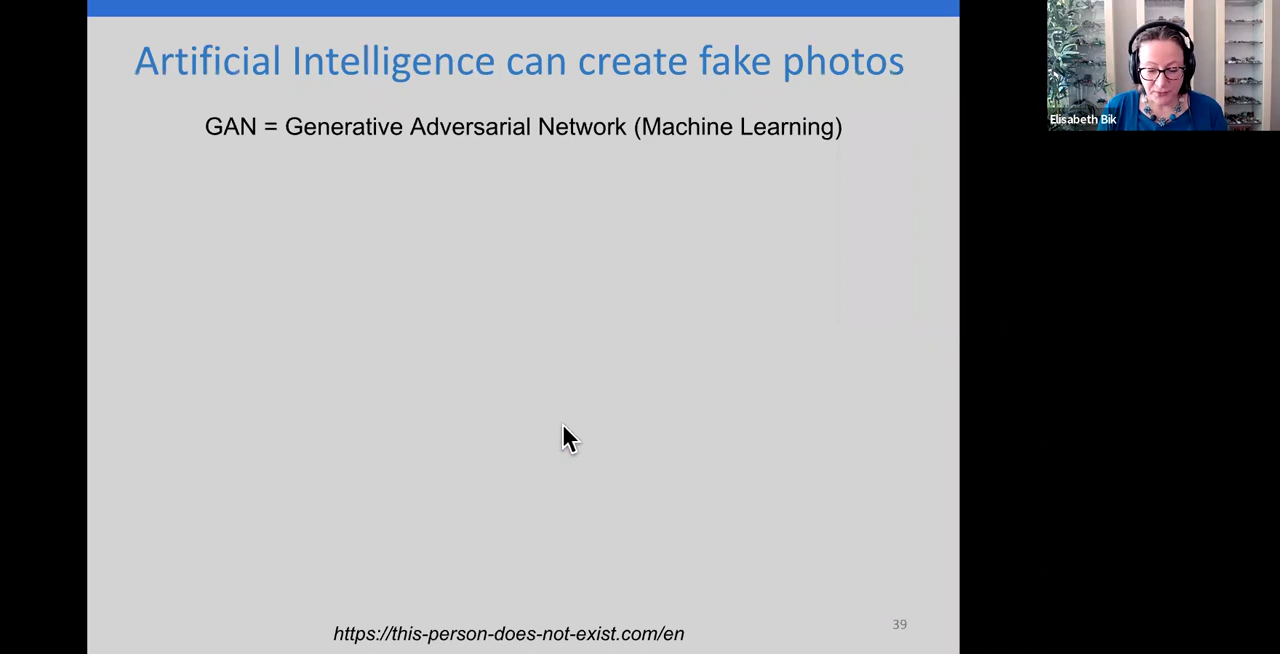 Artificial Intelligence can create fake photos
GAN = Generative Adversarial Network (Machine Learning)
Elisabeth Bik
https://this-person-does-not-exist.com/en
39